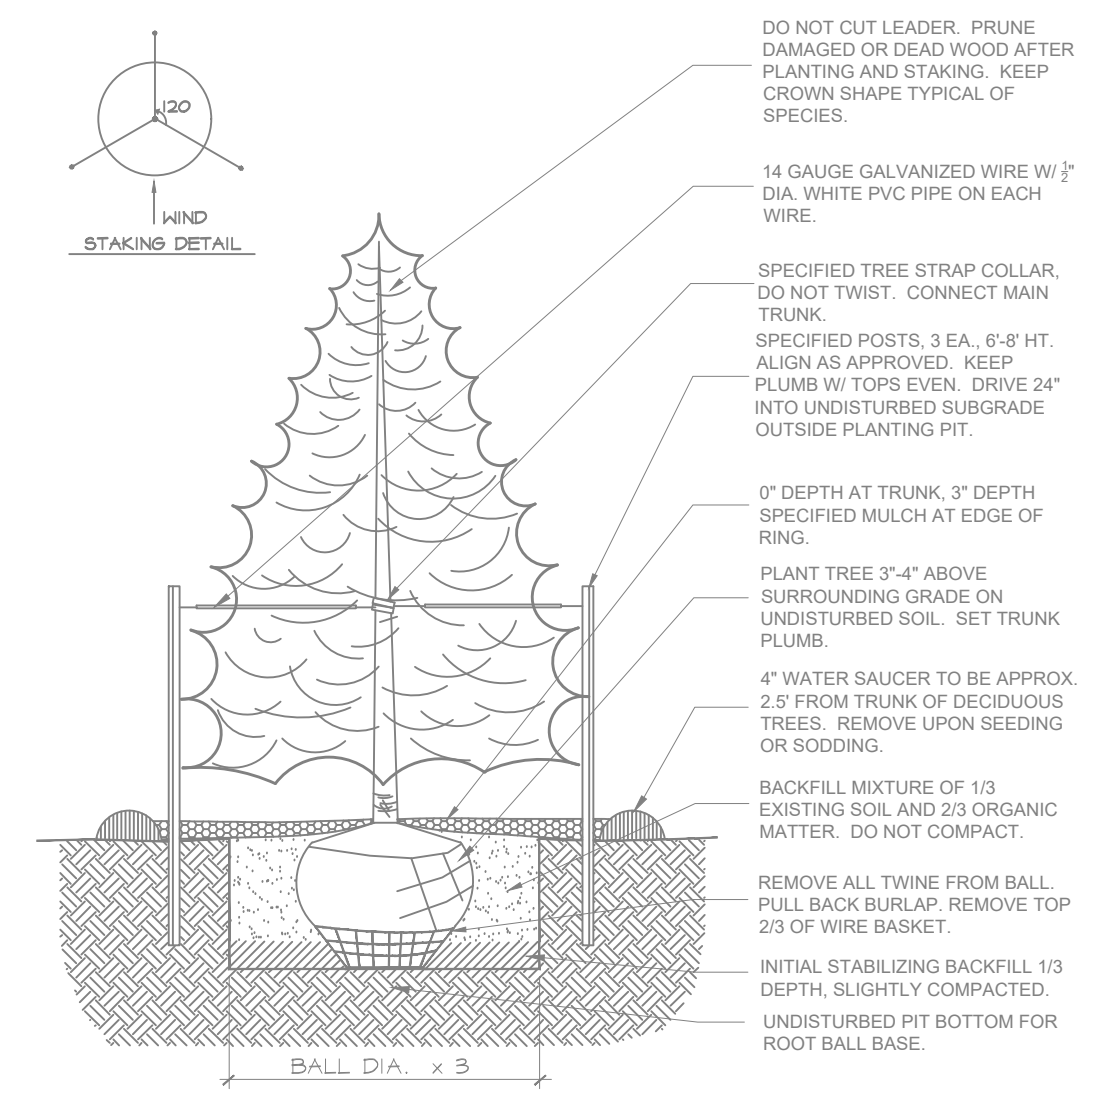 120
WIND
STAKING DETAIL
DO NOT CUT LEADER. PRUNE
DAMAGED OR DEAD WOOD AFTER
PLANTING AND STAKING. KEEP
CROWN SHAPE TYPICAL OF
SPECIES.
14 GAUGE GALVANIZED WIRE W/ 1/2"
DIA. WHITE PVC PIPE ON EACH
WIRE.
SPECIFIED TREE STRAP COLLAR,
DO NOT TWIST. CONNECT MAIN
TRUNK.
SPECIFIED POSTS, 3 EA., 6'-8' HT.
ALIGN AS APPROVED. KEEP
PLUMB W/ TOPS EVEN. DRIVE 24"
INTO UNDISTURBED SUBGRADE
OUTSIDE PLANTING PIT.
0" DEPTH AT TRUNK, 3" DEPTH
SPECIFIED MULCH AT EDGE OF
RING.
PLANT TREE 3"-4" ABOVE
SURROUNDING GRADE ON
UNDISTURBED SOIL. SET TRUNK
PLUMB.
4" WATER SAUCER TO BE APPROX.
2.5' FROM TRUNK OF DECIDUOUS
TREES. REMOVE UPON SEEDING
OR SODDING.
BACKFILL MIXTURE OF 1/3
EXISTING SOIL AND 2/3 ORGANIC
MATTER. DO NOT COMPACT.
REMOVE ALL TWINE FROM BALL.
PULL BACK BURLAP. REMOVE TOP
2/3 OF WIRE BASKET.
INITIAL STABILIZING BACKFILL 1/3
DEPTH, SLIGHTLY COMPACTED.
UNDISTURBED PIT BOTTOM FOR
ROOT BALL BASE.
BALL DIA. x 3